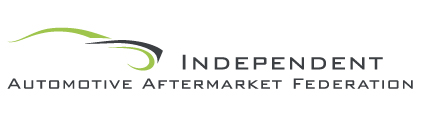 INDEPENDENT
AUTOMOTIVE AFTERMARKET FEDERATION